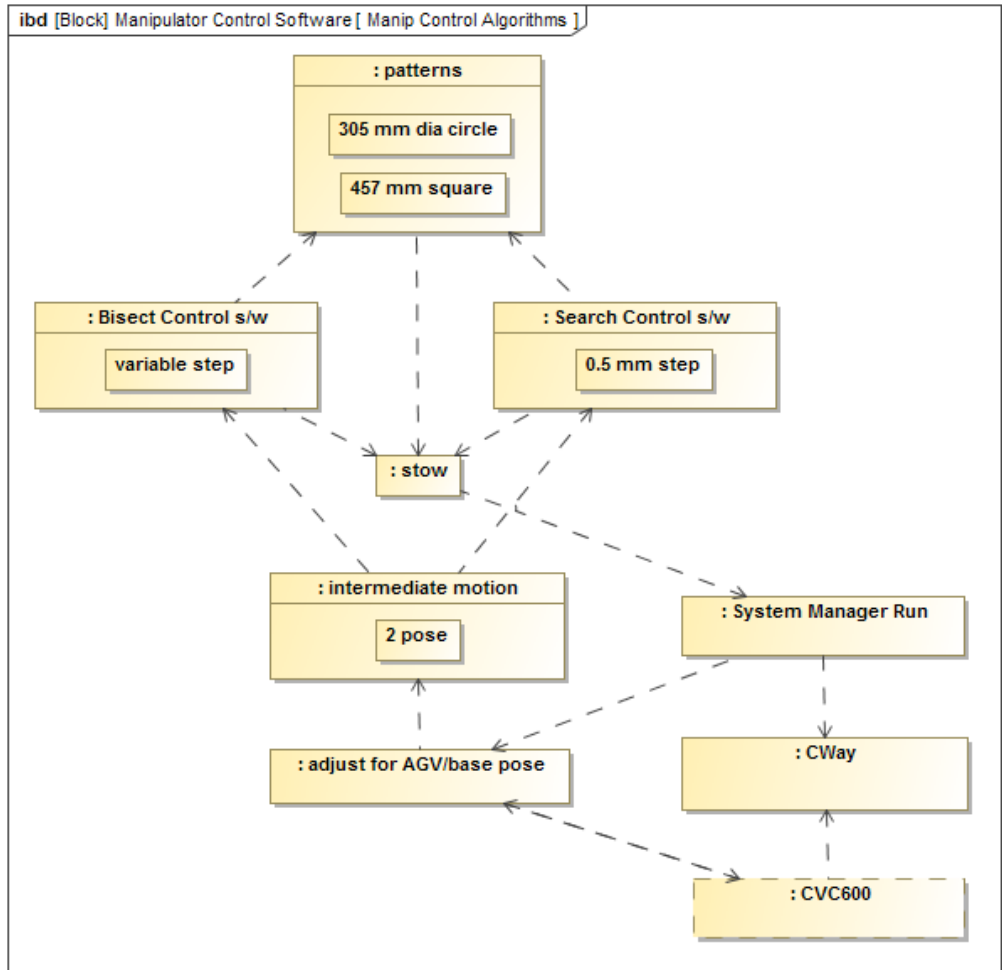 ibd [Block] Manipulator Control Software [ Manip Control Algorithms ]
: patterns
305 mm dia circle
457 mm square
: Bisect Control s/w
variable step
: Search Control s/w
0.5 mm step
: stow
: intermediate motion
2 pose
: System Manager Run
: adjust for AGV/base pose
: CWay
: CVC600